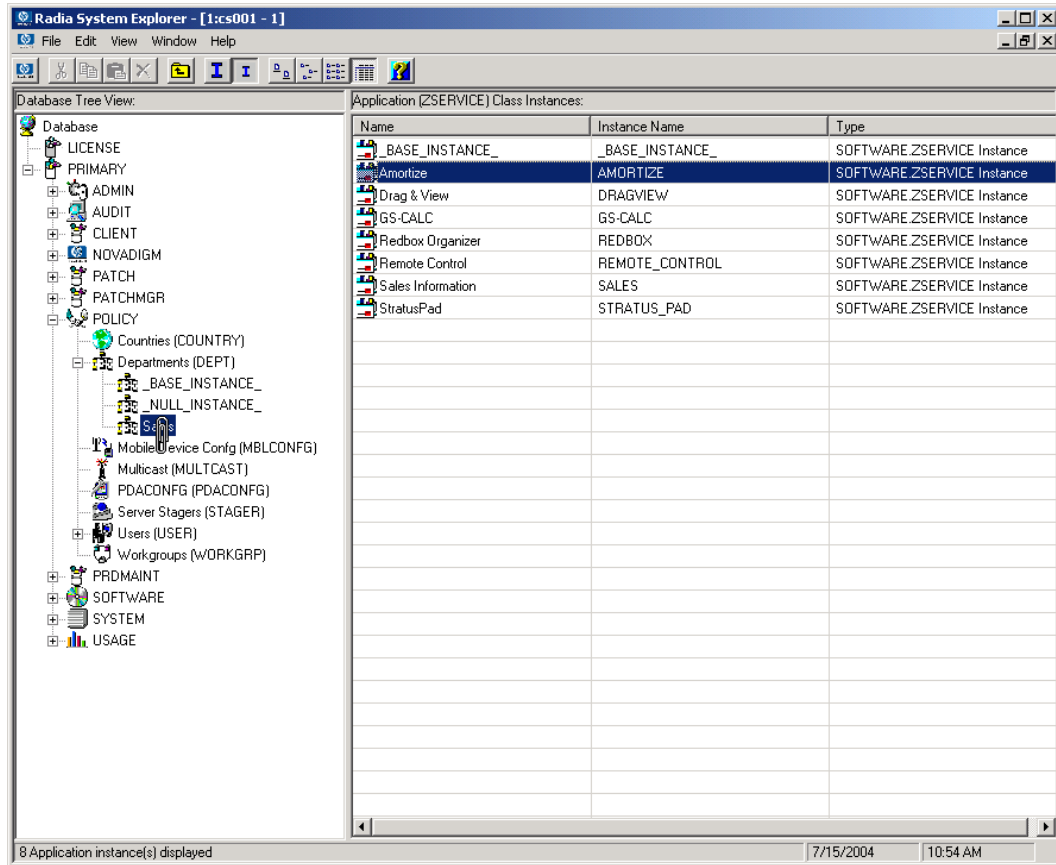 Radia System Explorer - [1:cs001 - 1]
File Edit View Window Help
Database Tree View:
Application (ZSERVICE) Class Instances:
Database
LICENSE
PRIMARY
ADMIN
AUDIT
CLIENT
NOVADIGM
PATCH
PATCHMGR
POLICY
Countries (COUNTRY)
Departments (DEPT)
_BASE_INSTANCE_
_NULL_INSTANCE_
Mobile Device Confg (MBLCONFG)
Multicast (MULTCAST)
PDACONFG (PDACONFG)
Server Stagers (STAGER)
Users (USER)
Workgroups (WORKGRP)
PRDMAINT
SOFTWARE
SYSTEM
USAGE
Name Instance Name Type
_BASE_INSTANCE_ _BASE_INSTANCE_ SOFTWARE.ZSERVICE Instance
Amortize AMORTIZE SOFTWARE.ZSERVICE Instance
Drag & View DRAGVIEW SOFTWARE.ZSERVICE Instance
GS-CALC GS-CALC SOFTWARE.ZSERVICE Instance
Redbox Organizer REDBOX SOFTWARE.ZSERVICE Instance
Remote Control REMOTE_CONTROL SOFTWARE.ZSERVICE Instance
Sales Information SALES SOFTWARE.ZSERVICE Instance
StratusPad STRATUS_PAD SOFTWARE.ZSERVICE Instance
8 Application instance(s) displayed
7/15/2004 10:54 AM